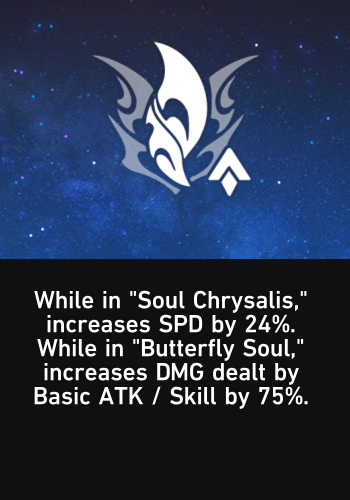 While in "Soul Chrysalis,"
increases SPD by 24%.
While in "Butterfly Soul,"
increases DMG dealt by
Basic ATK / Skill by 75%.